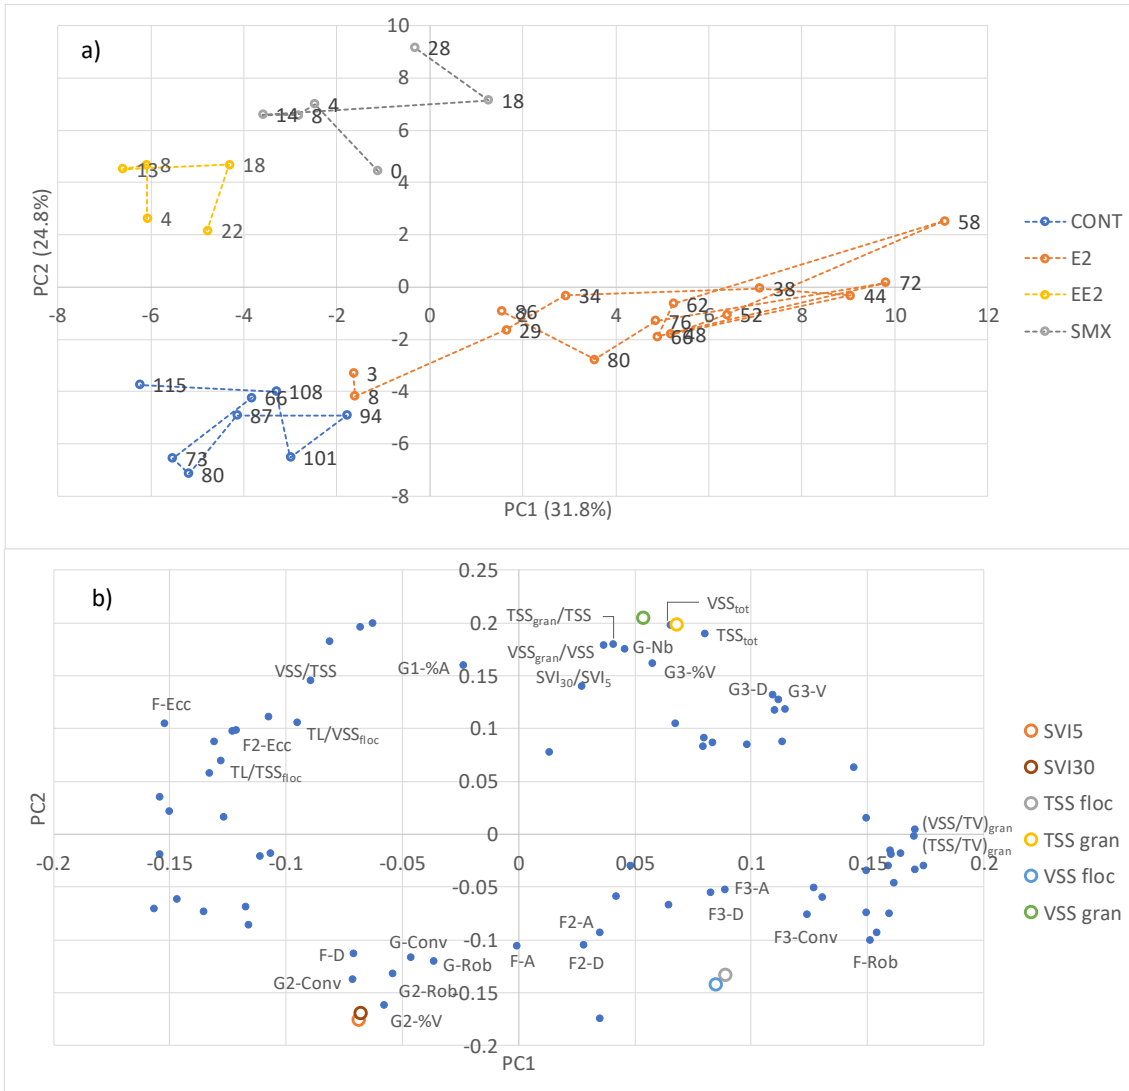 a)
10
28
8
18
14
8
4
6
0
13
8
18
4
4
22
2
58
PC2 (24.8%)
0
-8
-6
-4
-2
0
2
4
6
8
10
12
34
38
72
44
62
52
86
29
76
66
48
80
-2
3
8
-4
115
108
66
87
94
73
80
101
-6
-8
PC1 (31.8%)
CONT
E2
EE2
SMX
b)
0.25
0.2
0.15
0.1
0.05
0
-0.05
-0.1
-0.15
-0.2
-0.2
-0.15
-0.1
-0.05
0
0.05
0.1
0.15
0.2
PC2
PC1
TSSgran/TSS
VSStot
TSStot
VSSgran/VSS
G-Nb
SVI30/SVI5
G3-%V
G3-D
G3-V
G1-%A
VSS/TSS
F-Ecc
F2-Ecc
TL/VSSfloc
TL/TSSfloc
(VSS/TV)gran
(TSS/TV)gran
F3-A
F3-D
F3-Conv
F2-A
F-A
F2-D
F-Rob
F-D
G-Conv
G-Rob
G2-Conv
G2-Rob
G2-%V
SVI5
SVI30
TSS floc
TSS gran
VSS floc
VSS gran